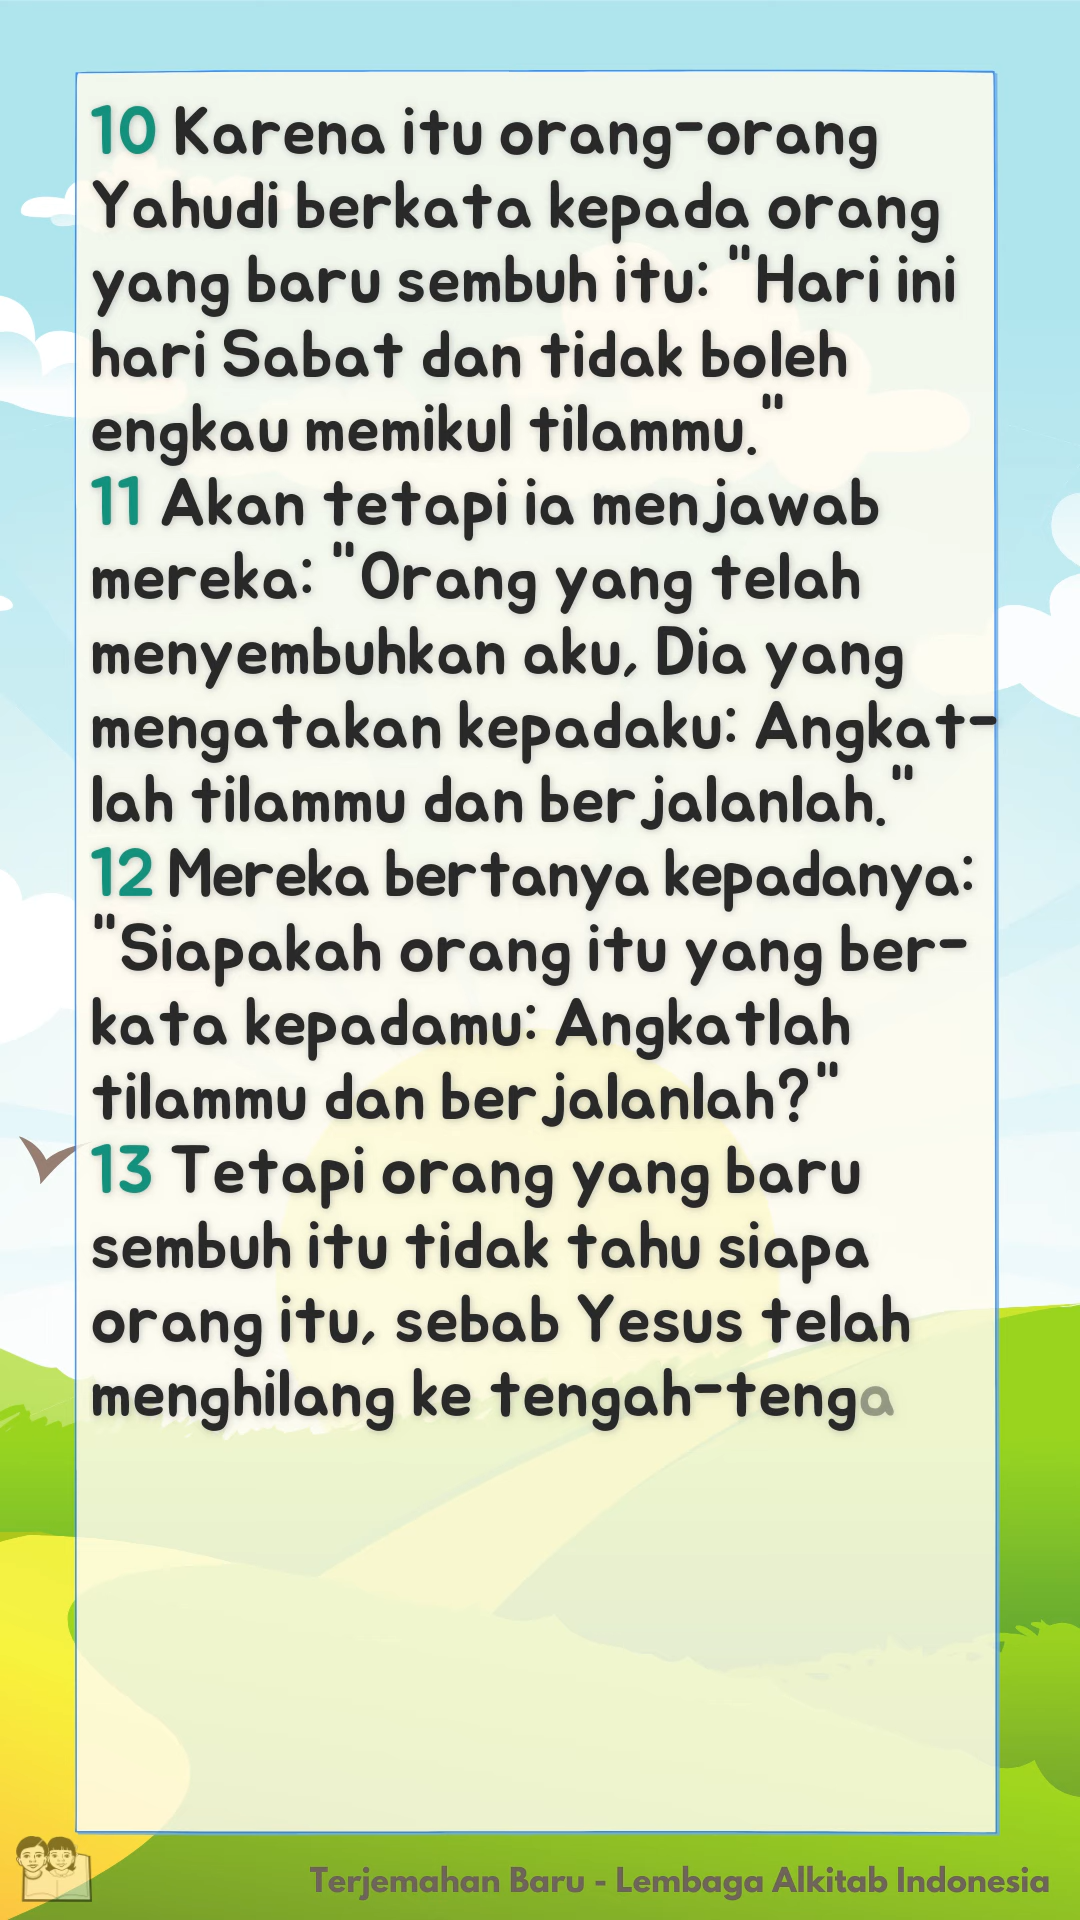 10 Karena itu orang-orang
Yahudi berkata kepada orang
yang baru sembuh itu: "Hari ini
hari Sabat dan tidak boleh
engkau memikul tilammu."
11 Akan tetapi ia menjawab
mereka: "Orang yang telah
menyembuhkan aku, Dia yang
mengatakan kepadaku: Angkat-
lah tilammu dan berjalanlah."
12 Mereka bertanya kepadanya:
"Siapakah orang itu yang ber-
kata kepadamu: Angkatlah
tilammu dan berjalanlah?"
13 Tetapi orang yang baru
sembuh itu tidak tahu siapa
orang itu, sebab Yesus telah
menghilang ke tengah-tenga
Terjemahan Baru - Lembaga Alkitab Indonesia